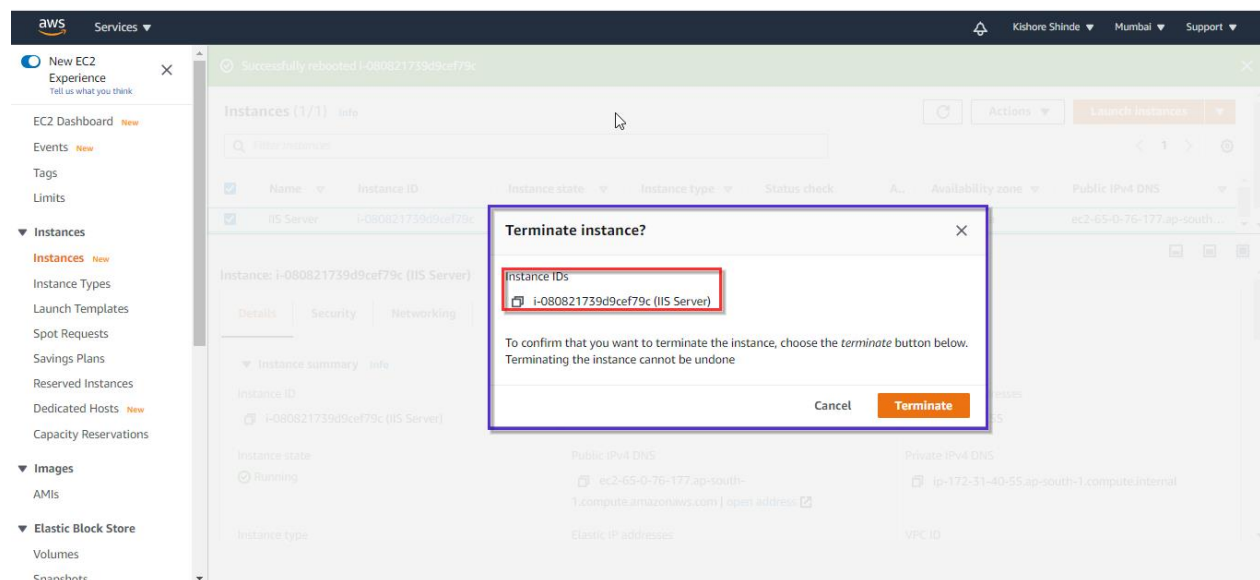 aws
Services ▼
Kishore Shinde ▼
Mumbai ▼
Support ▼
New EC2
Experience
Tell us what you think
EC2 Dashboard New
Events New
Tags
Limits
▼ Instances
Instances New
Instance Types
Launch Templates
Spot Requests
Savings Plans
Reserved Instances
Dedicated Hosts New
Capacity Reservations
▼ Images
AMIs
▼ Elastic Block Store
Volumes
Snapshots
Successfully rebooted i-080821739d9cef79c
Instances (1/1) Info
Actions ▼
Launch instances ▼
Filter instances
< 1 >
Name Instance ID Instance state Instance type Status check A.. Availability zone Public IPv4 DNS
IIS Server i-080821739d9cef79c ec2-65-0-76-177.ap-south-...
Terminate instance?
Instance IDs
i-080821739d9cef79c (IIS Server)
To confirm that you want to terminate the instance, choose the terminate button below.
Terminating the instance cannot be undone
Cancel
Terminate
Instance: i-080821739d9cef79c (IIS Server)
Details Security Networking
▼ Instance summary Info
Instance ID
i-080821739d9cef79c (IIS Server)
Instance state
Running
Public IPv4 DNS
ec2-65-0-76-177.ap-south-
1.compute.amazonaws.com | open address
Private IPv4 DNS
ip-172-31-40-55.ap-south-1.compute.internal
Instance type
Elastic IP addresses
VPC ID